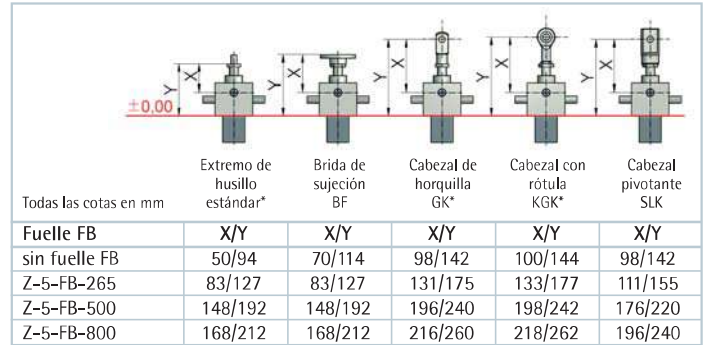 Y X Y X Y X Y X Y X
±0,00
Todas las cotas en mm
Extremo de husillo estándar*
Brida de sujeción BF
Cabezal de horquilla GK*
Cabezal con rótula KGK*
Cabezal pivotante SLK
Fuelle FB X/Y X/Y X/Y X/Y X/Y
sin fuelle FB 50/94 70/114 98/142 100/144 98/142
Z-5-FB-265 83/127 83/127 131/175 133/177 111/155
Z-5-FB-500 148/192 148/192 196/240 198/242 176/220
Z-5-FB-800 168/212 168/212 216/260 218/262 196/240